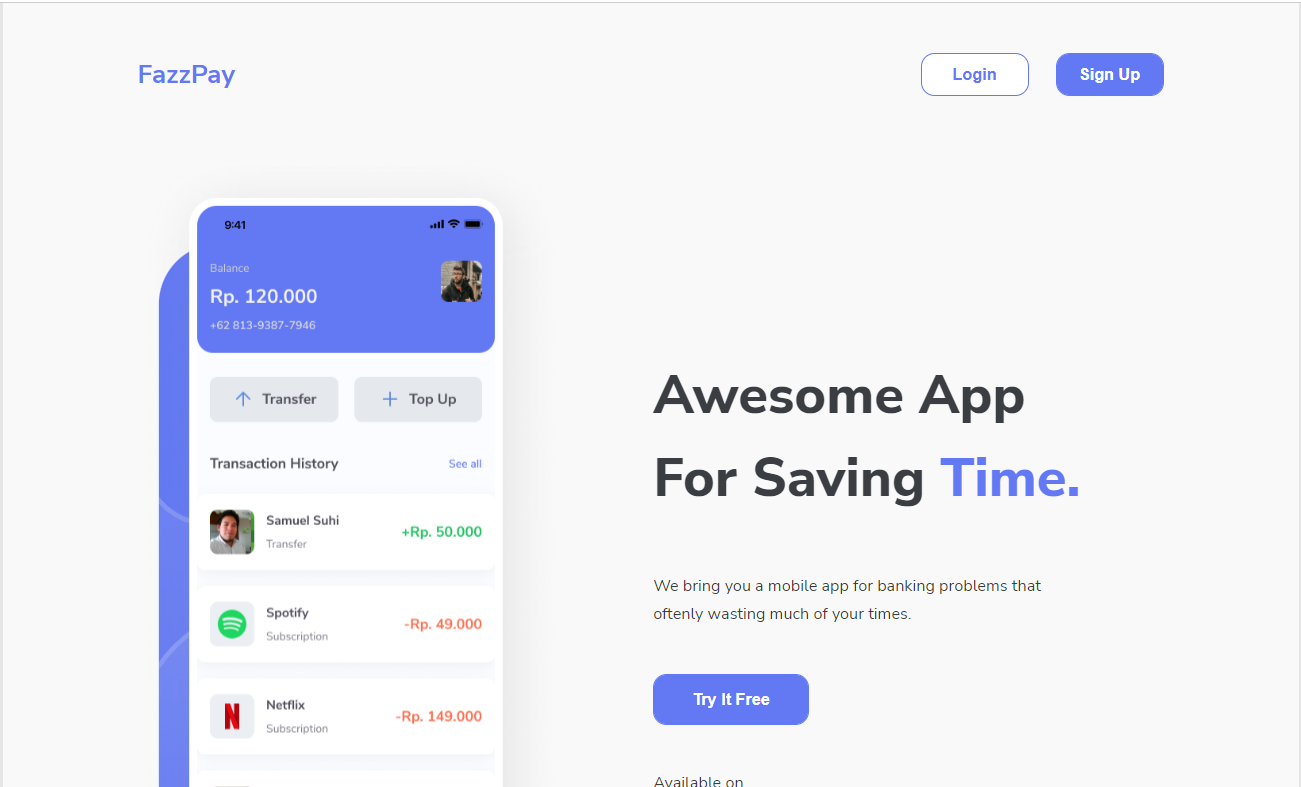 FazzPay
Login
Sign Up
9:41
Balance
Rp. 120.000
+62 813-9387-7946
Transfer
Top Up
Transaction History
See all
Samuel Suhi
Transfer
+Rp. 50.000
Spotify
Subscription
-Rp. 49.000
Netflix
Subscription
-Rp. 149.000
Awesome App
For Saving Time.
We bring you a mobile app for banking problems that
oftenly wasting much of your times.
Try It Free
Available on